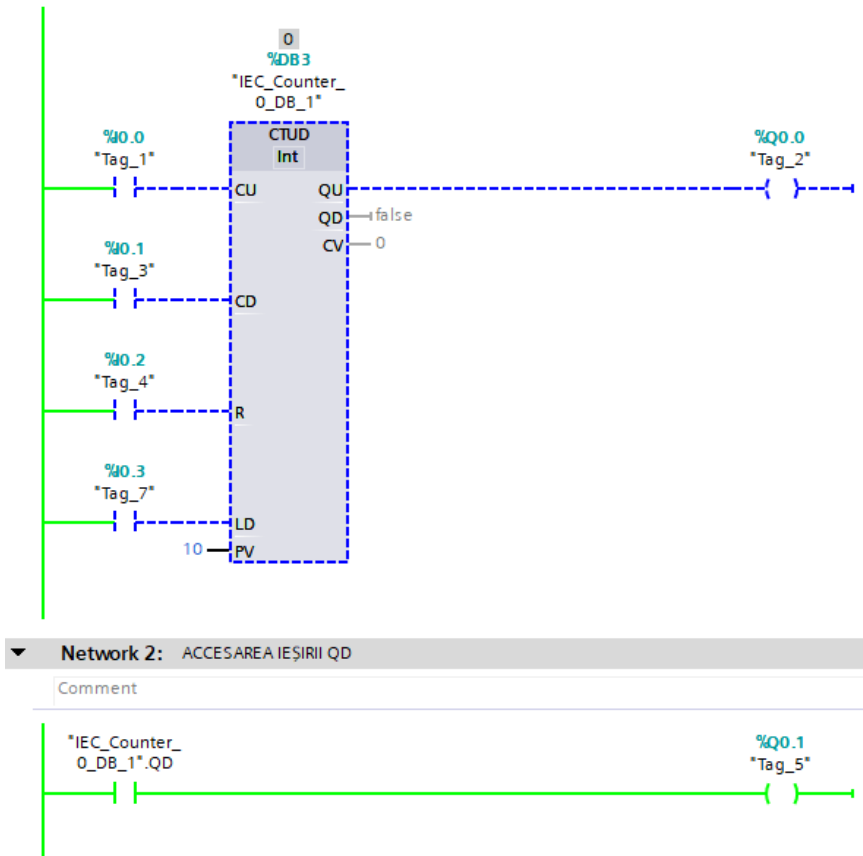 0
%DB3
"IEC_Counter_
0_DB_1"
%I0.0
"Tag_1"
CTUD
Int
%Q0.0
"Tag_2"
CU
QU
QD
false
CV
0
%I0.1
"Tag_3"
CD
%I0.2
"Tag_4"
R
%I0.3
"Tag_7"
LD
10
PV
Network 2: ACCESAREA IEȘIRII QD
Comment
"IEC_Counter_
0_DB_1".QD
%Q0.1
"Tag_5"